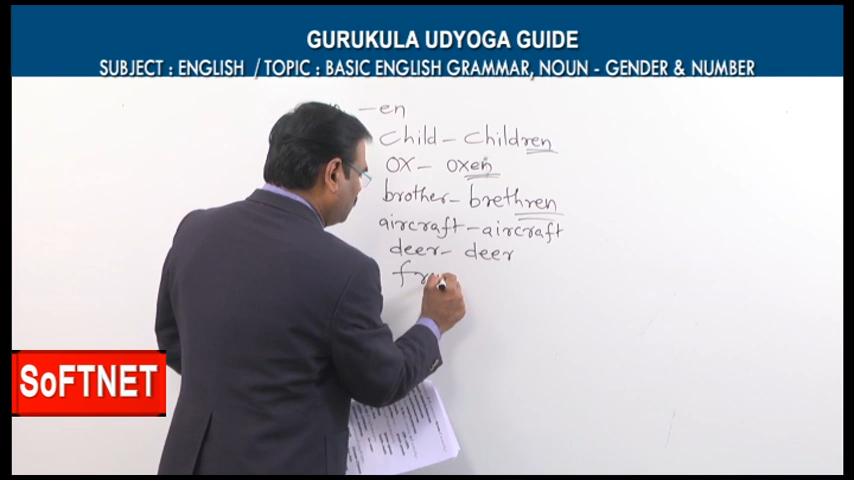 GURUKULA UDYOGA GUIDE
SUBJECT : ENGLISH / TOPIC : BASIC ENGLISH GRAMMAR, NOUN - GENDER & NUMBER
-en
Child - Children
OX - oxen
brother - brethren
aircraft - aircraft
deer - deer
fr
SoFTNET